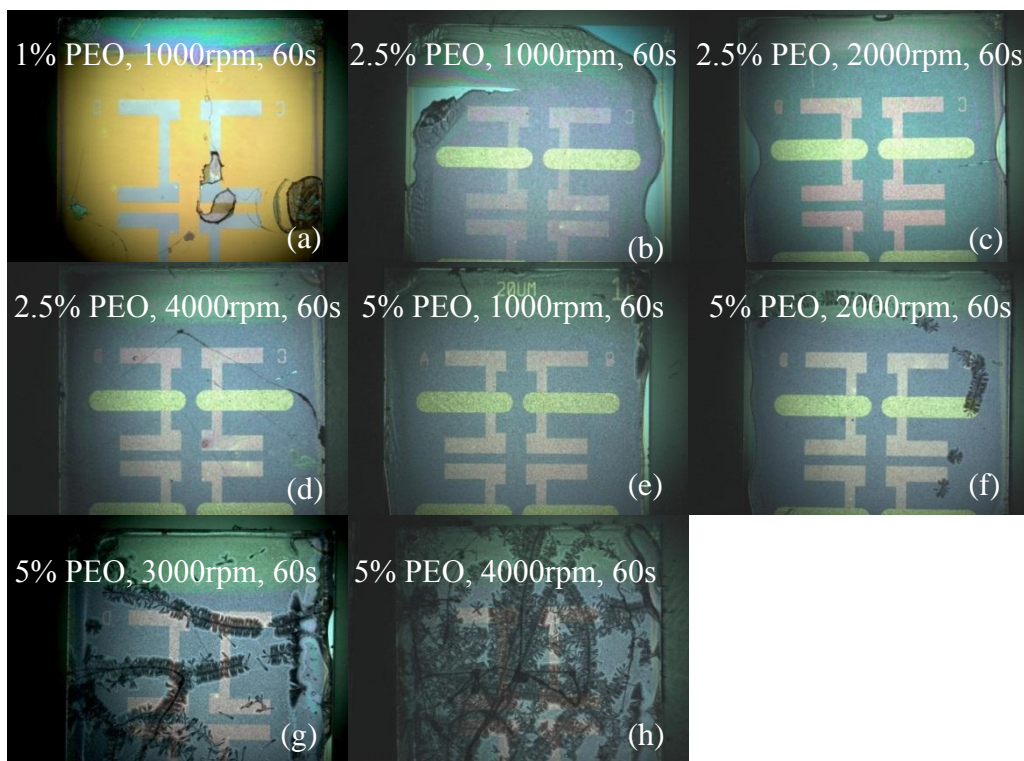 1% PEO, 1000rpm, 60s
(a)
2.5% PEO, 1000rpm, 60s
(b)
2.5% PEO, 2000rpm, 60s
(c)
2.5% PEO, 4000rpm, 60s
(d)
20UM 1
5% PEO, 1000rpm, 60s
A
(e)
5% PEO, 2000rpm, 60s
(f)
5% PEO, 3000rpm, 60s
(g)
5% PEO, 4000rpm, 60s
(h)